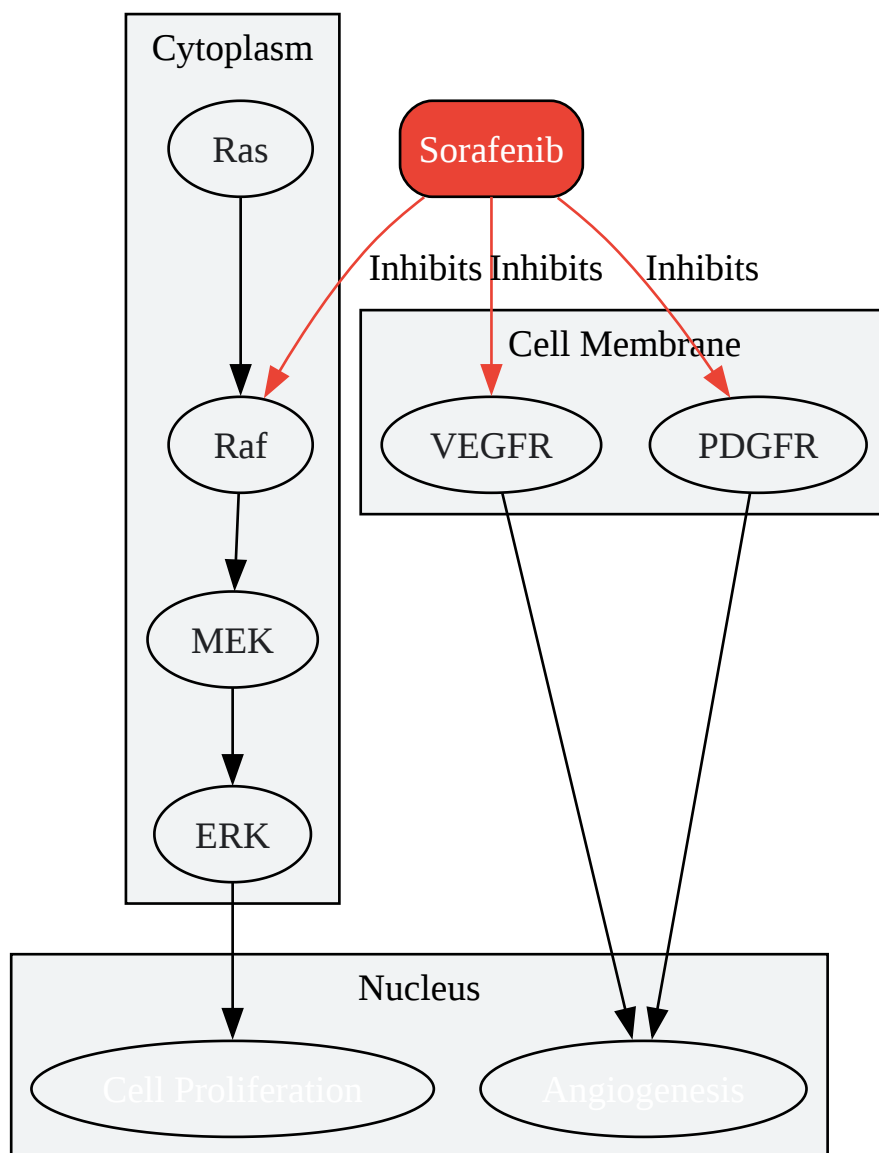 Cytoplasm
Ras
Sorafenib
Inhibits
Inhibits
Inhibits
Cell Membrane
Raf
VEGFR
PDGFR
MEK
ERK
Nucleus
Cell Proliferation
Angiogenesis